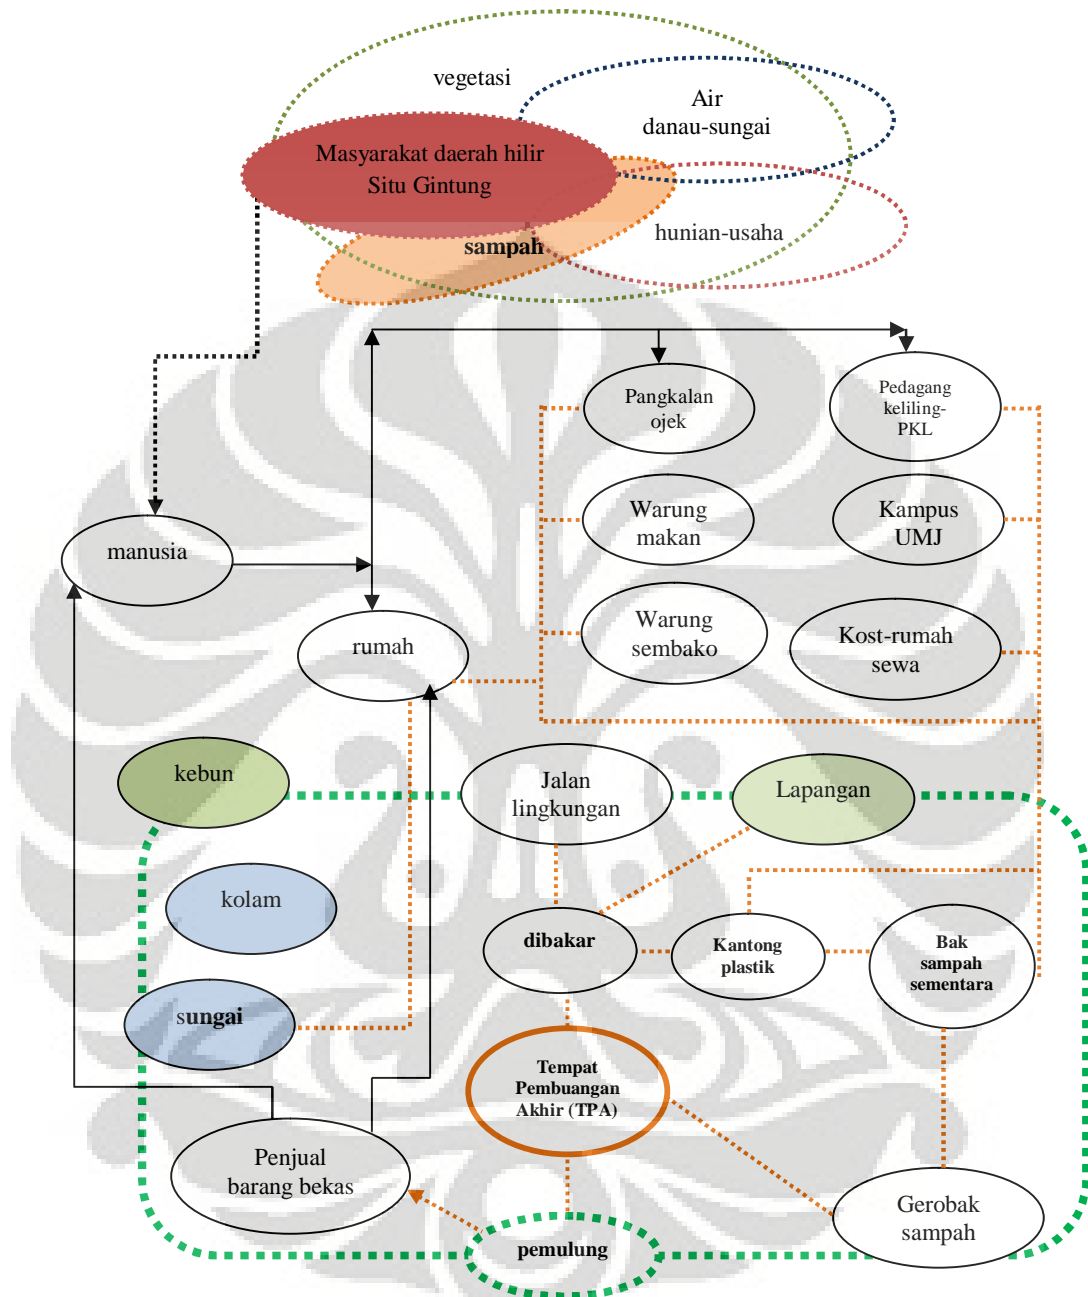 vegetasi
Air
danau-sungai
Masyarakat daerah hilir
Situ Gintung
hunian-usaha
sampah
Pangkalan
ojek
Pedagang
keliling-
PKL
Warung
makan
Kampus
UMJ
manusia
rumah
Warung
sembako
Kost-rumah
sewa
kebun
Jalan
lingkungan
Lapangan
kolam
dibakar
Kantong
plastik
Bak
sampah
sementara
sungai
Tempat
Pembuangan
Akhir (TPA)
Penjual
barang bekas
pemulung
Gerobak
sampah